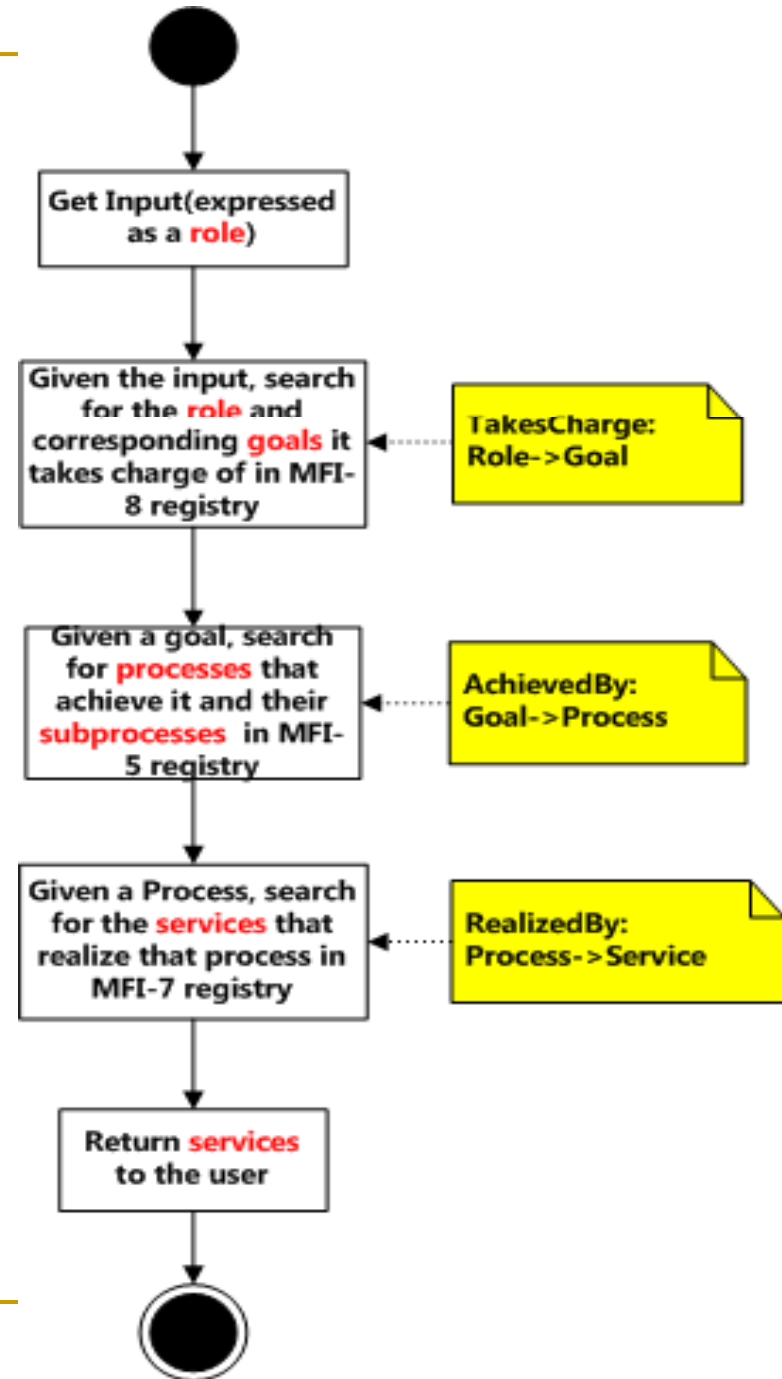 Get Input(expressed
as a role)
Given the input, search
for the role and
corresponding goals it
takes charge of in MFI-
8 registry
TakesCharge:
Role->Goal
Given a goal, search
for processes that
achieve it and their
subprocesses in MFI-
5 registry
AchievedBy:
Goal->Process
Given a Process, search
for the services that
realize that process in
MFI-7 registry
RealizedBy:
Process->Service
Return services
to the user